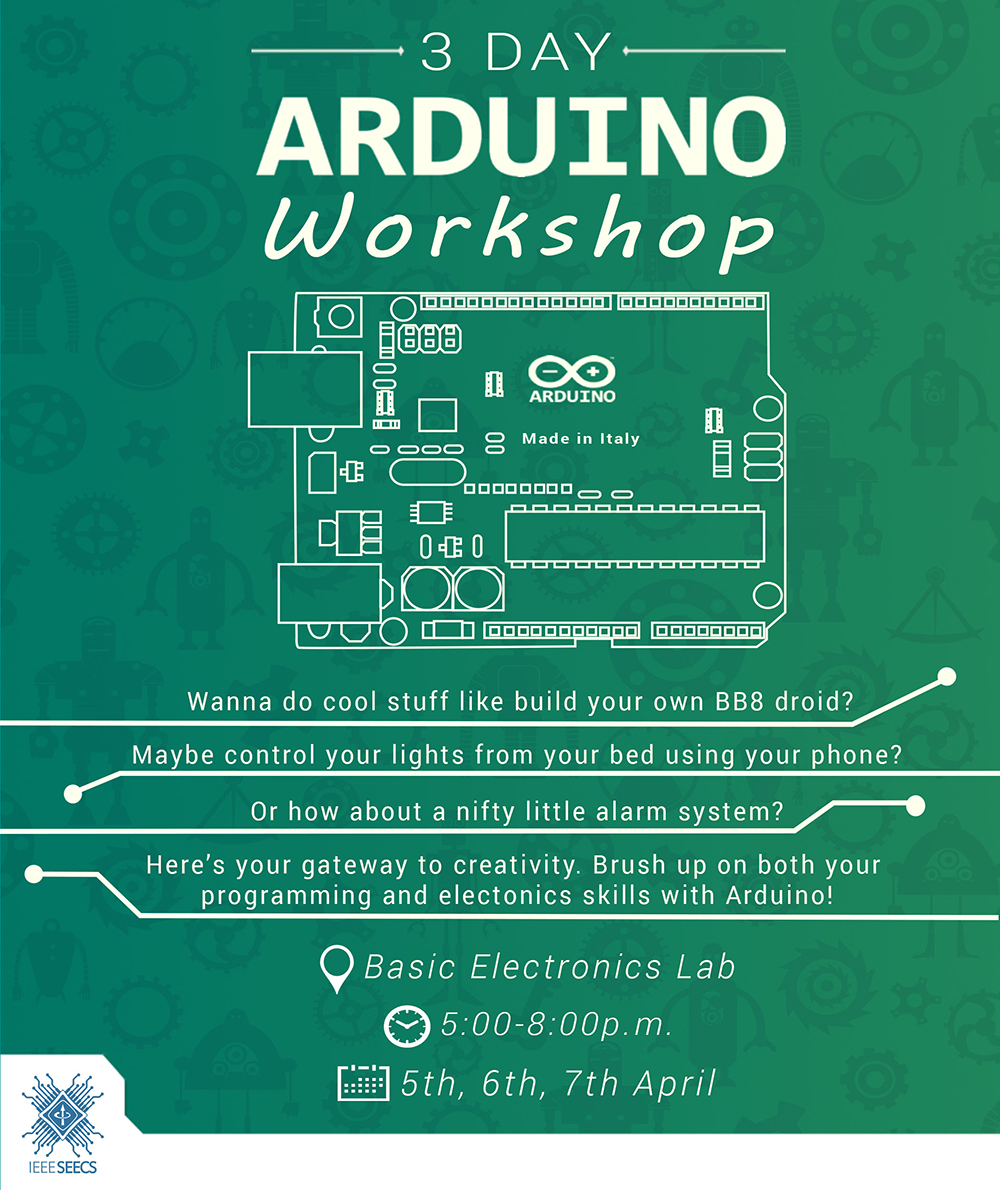 3 DAY
ARDUINO
Workshop
ARDUINO
Made in Italy
Wanna do cool stuff like build your own BB8 droid?
Maybe control your lights from your bed using your phone?
Or how about a nifty little alarm system?
Here's your gateway to creativity. Brush up on both your
programming and electonics skills with Arduino!
Basic Electronics Lab
5:00-8:00p.m.
5th, 6th, 7th April
IEEE SEECS